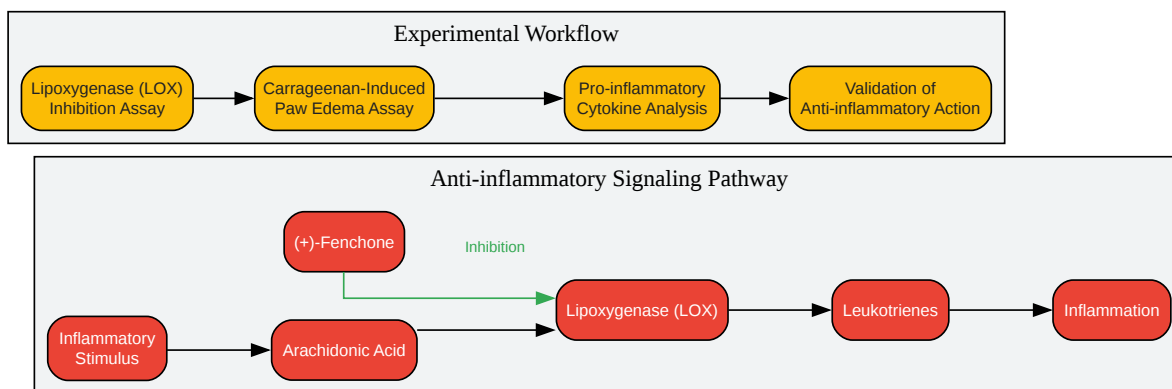 Experimental Workflow
Lipoxygenase (LOX)
Inhibition Assay
Carrageenan-Induced
Paw Edema Assay
Pro-inflammatory
Cytokine Analysis
Validation of
Anti-inflammatory Action
Anti-inflammatory Signaling Pathway
(+)-Fenchone
Inhibition
Lipoxygenase (LOX)
Leukotrienes
Inflammation
Inflammatory
Stimulus
Arachidonic Acid